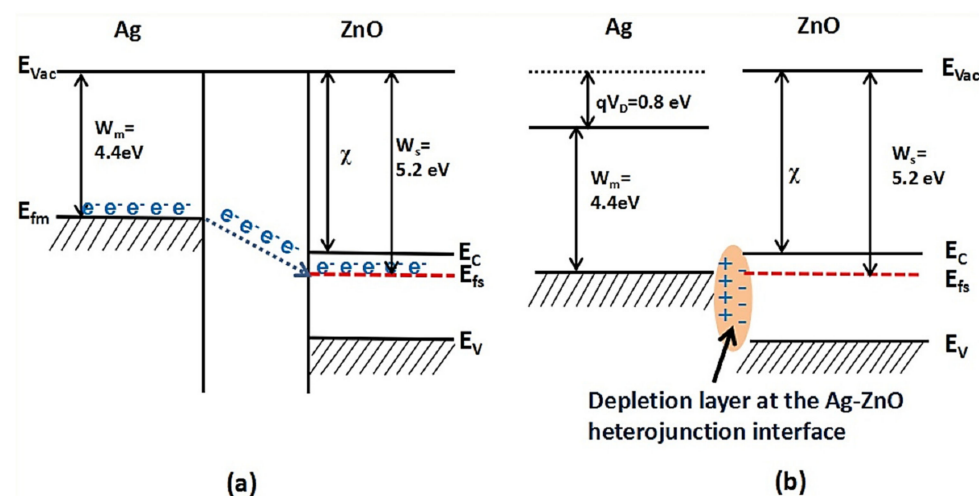 Ag
ZnO
E_Vac
W_m=
4.4eV
χ
W_s=
5.2 eV
E_fm
e⁻ e⁻ e⁻ e⁻ e⁻
e⁻ e⁻ e⁻ e⁻
E_C
e⁻ e⁻ e⁻ e⁻ e⁻
E_fs
E_V
(a)
Ag
ZnO
E_Vac
qV_D=0.8 eV
W_m=
4.4eV
χ
W_s=
5.2 eV
E_C
E_fs
+ -
+ -
+ -
+ -
E_V
Depletion layer at the Ag-ZnO
heterojunction interface
(b)